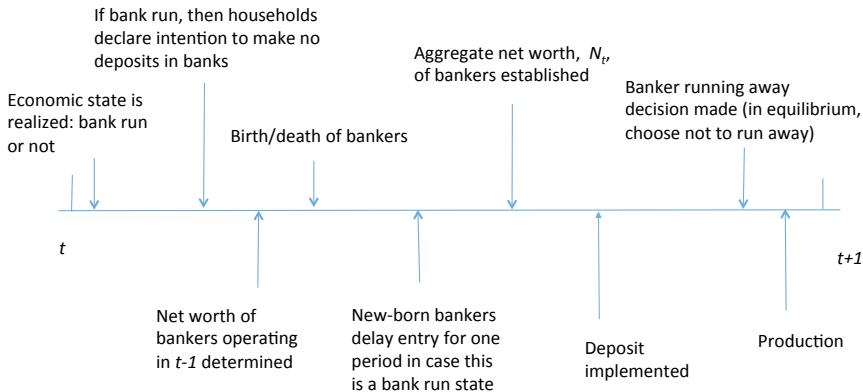 If bank run, then households
declare intention to make no
deposits in banks
Aggregate net worth, Nt,
of bankers established
Banker running away
decision made (in equilibrium,
choose not to run away)
Economic state is
realized: bank run
or not
Birth/death of bankers
t
t+1
Net worth of
bankers operating
in t-1 determined
New-born bankers
delay entry for one
period in case this
is a bank run state
Deposit
implemented
Production